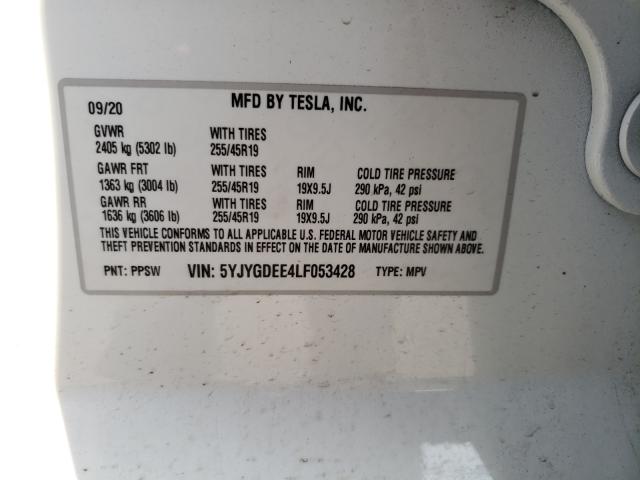 09/20 MFD BY TESLA, INC.
GVWR WITH TIRES
2405 kg (5302 lb) 255/45R19
GAWR FRT WITH TIRES RIM COLD TIRE PRESSURE
1363 kg (3004 lb) 255/45R19 19X9.5J 290 kPa, 42 psi
GAWR RR WITH TIRES RIM COLD TIRE PRESSURE
1636 kg (3606 lb) 255/45R19 19X9.5J 290 kPa, 42 psi
THIS VEHICLE CONFORMS TO ALL APPLICABLE U.S. FEDERAL MOTOR VEHICLE SAFETY AND
THEFT PREVENTION STANDARDS IN EFFECT ON THE DATE OF MANUFACTURE SHOWN ABOVE.
PNT: PPSW VIN: 5YJYGDEE4LF053428 TYPE: MPV